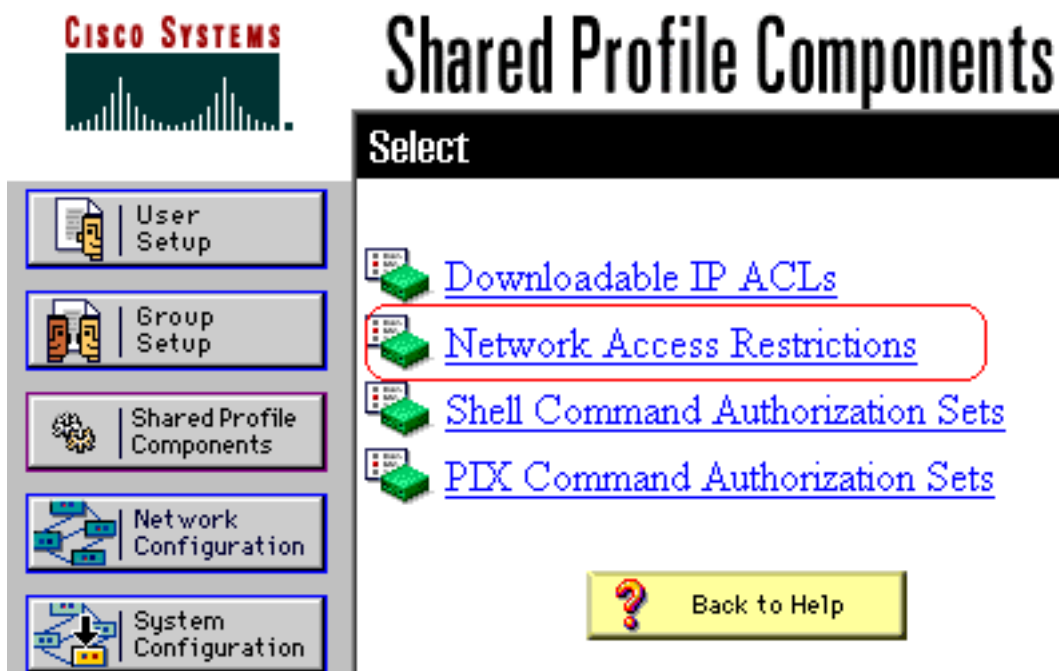 CISCO SYSTEMS
Shared Profile Components
Select
User
Setup
Group
Setup
Shared Profile
Components
Network
Configuration
System
Configuration
Downloadable IP ACLs
Network Access Restrictions
Shell Command Authorization Sets
PIX Command Authorization Sets
? Back to Help